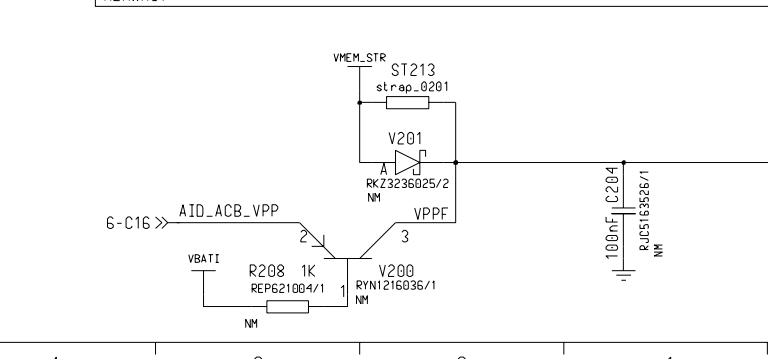 VMEM_STR
ST213
strap_0201
V201
A
RKZ3236025/2
NM
C204
100nF
RJC5163526/1
NM
6-C16
AID_ACB_VPP
VPPF
2
3
VBATI
R208 1K
V200
REP621004/1
1
RYN1216036/1
NM
NM